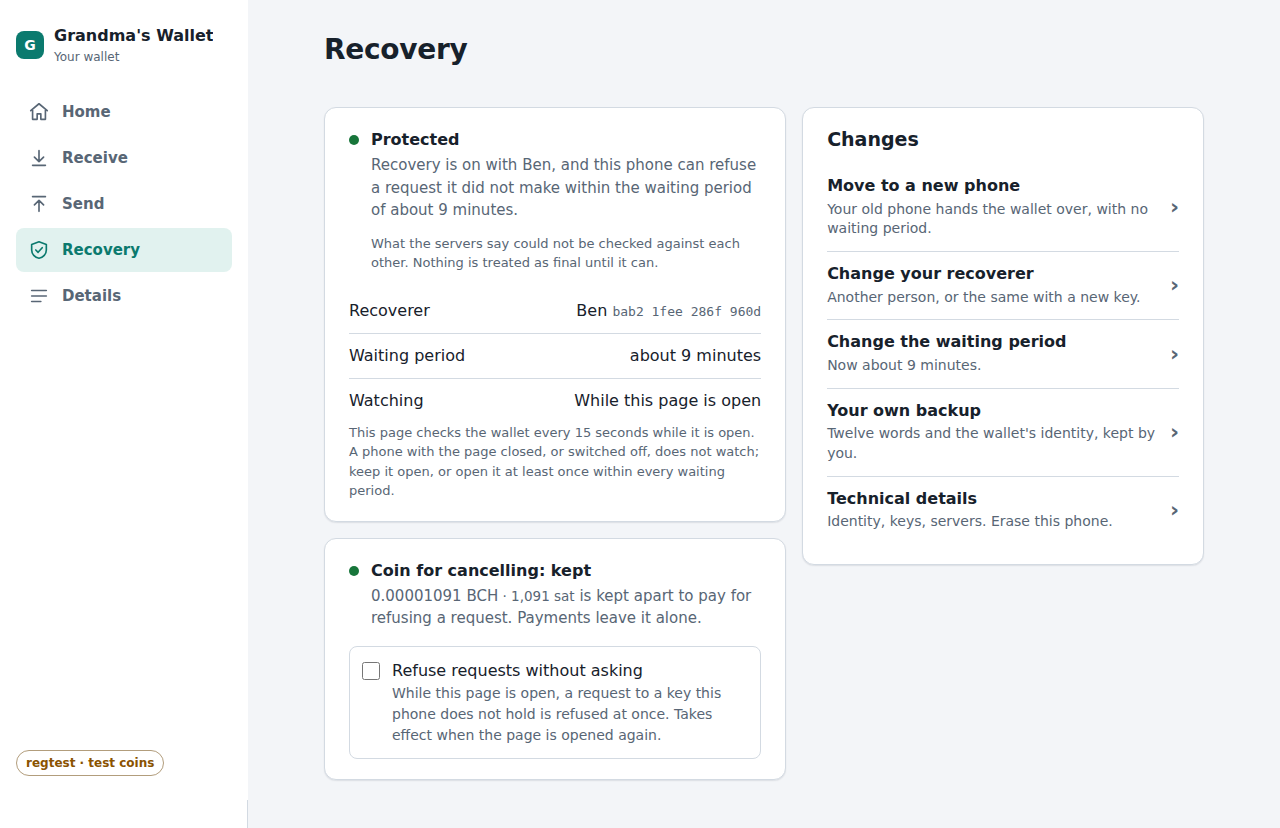 G
Grandma's Wallet
Your wallet
Home
Receive
Send
Recovery
Details
regtest · test coins
Recovery
Protected
Recovery is on with Ben, and this phone can refuse
a request it did not make within the waiting period
of about 9 minutes.
What the servers say could not be checked against each
other. Nothing is treated as final until it can.
Recoverer Ben bab2 1fee 286f 960d
Waiting period about 9 minutes
Watching While this page is open
This page checks the wallet every 15 seconds while it is open.
A phone with the page closed, or switched off, does not watch;
keep it open, or open it at least once within every waiting
period.
Coin for cancelling: kept
0.00001091 BCH · 1,091 sat is kept apart to pay for
refusing a request. Payments leave it alone.
Refuse requests without asking
While this page is open, a request to a key this
phone does not hold is refused at once. Takes
effect when the page is opened again.
Changes
Move to a new phone
Your old phone hands the wallet over, with no
waiting period.
Change your recoverer
Another person, or the same with a new key.
Change the waiting period
Now about 9 minutes.
Your own backup
Twelve words and the wallet's identity, kept by
you.
Technical details
Identity, keys, servers. Erase this phone.